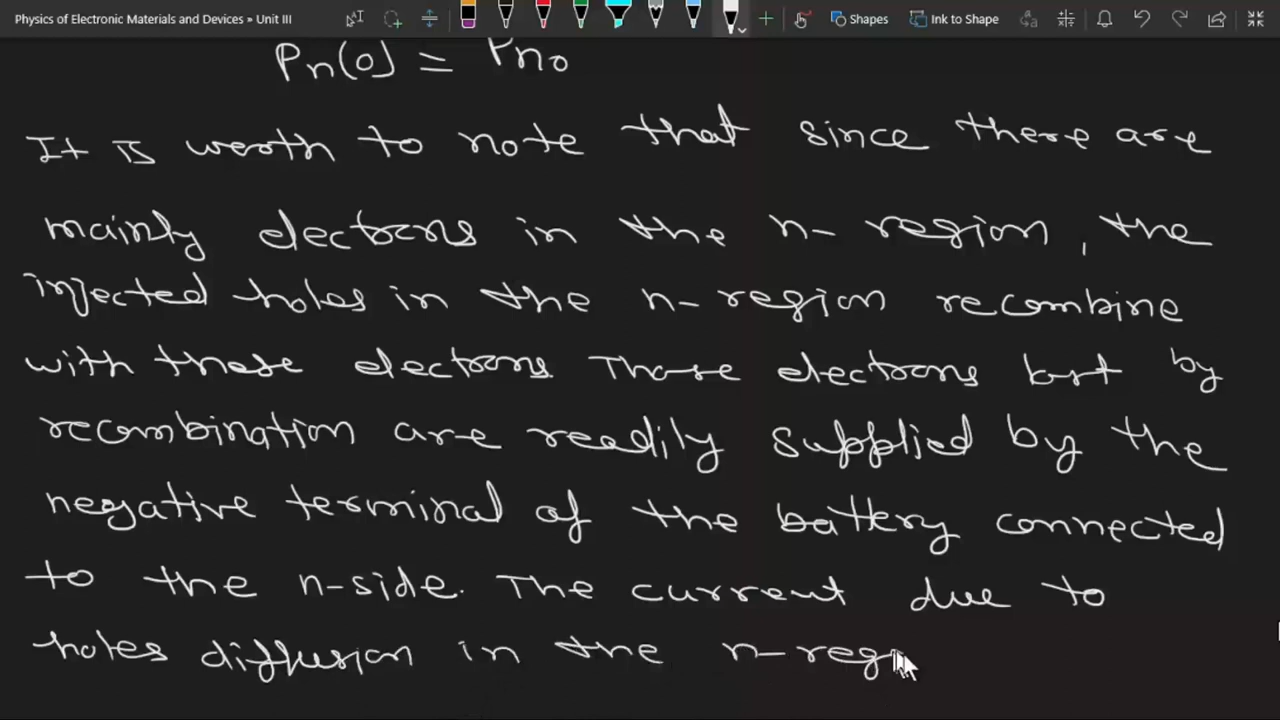 Physics of Electronic Materials and Devices » Unit III
Shapes
Ink to Shape
Pn(0) = Pno
It is worth to note that since there are
mainly electrons in the n- region, the
injected holes in the n-region recombine
with these electrons. Those electrons lost by
recombination are readily supplied by the
negative terminal of the battery connected
to the n-side. The current due to
holes diffusion in the n-reg